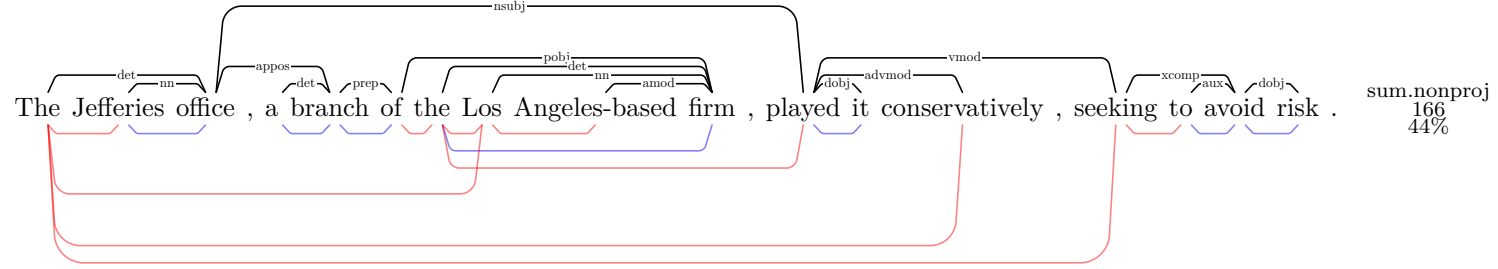 nsubj
pobj vmod
det appos det nn xcomp
nn det prep amod dobj advmod aux dobj
The Jefferies office , a branch of the Los Angeles-based firm , played it conservatively , seeking to avoid risk .
sum.nonproj
166
44%